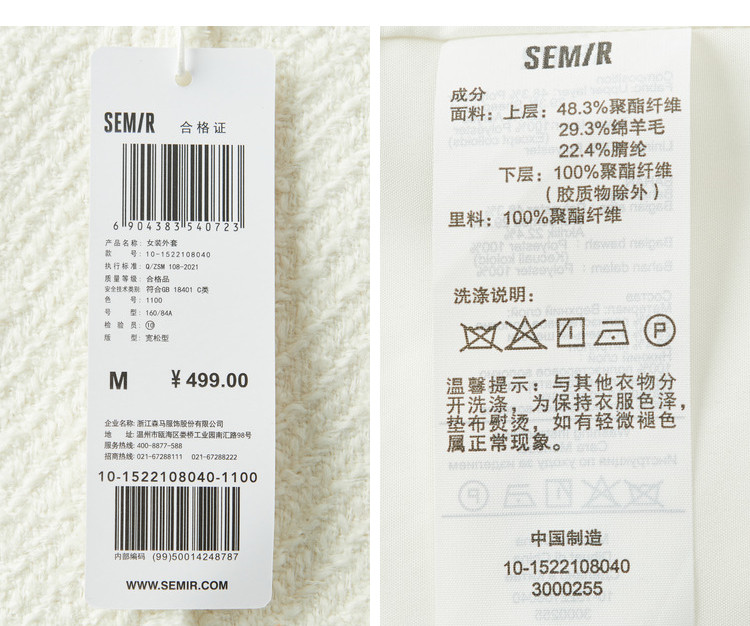 SEMIR
合格证
6 904383 540723
产品名称: 女装外套
款 号: 10-1522108040
执行标准: Q/ZSM 108-2021
质量等级: 合格品
安全技术类别: 符合GB 18401 C类
色 号: 1100
号 型: 160/84A
检 验 员: ⑩
版 型: 宽松型
M ¥ 499.00
企业名称: 浙江森马服饰股份有限公司
地 址: 温州市瓯海区娄桥工业园南汇路98号
服务热线: 400-8877-588
招商热线: 021-67288111 021-67288222
10-1522108040-1100
内部编码 (99)50014248787
WWW.SEMIR.COM
SEMIR
成分
面料: 上层: 48.3%聚酯纤维
29.3%绵羊毛
22.4%腈纶
下层: 100%聚酯纤维
(胶质物除外)
里料: 100%聚酯纤维
洗涤说明:
P
温馨提示: 与其他衣物分
开洗涤, 为保持衣服色泽,
垫布熨烫, 如有轻微褪色
属正常现象。
中国制造
10-1522108040
3000255